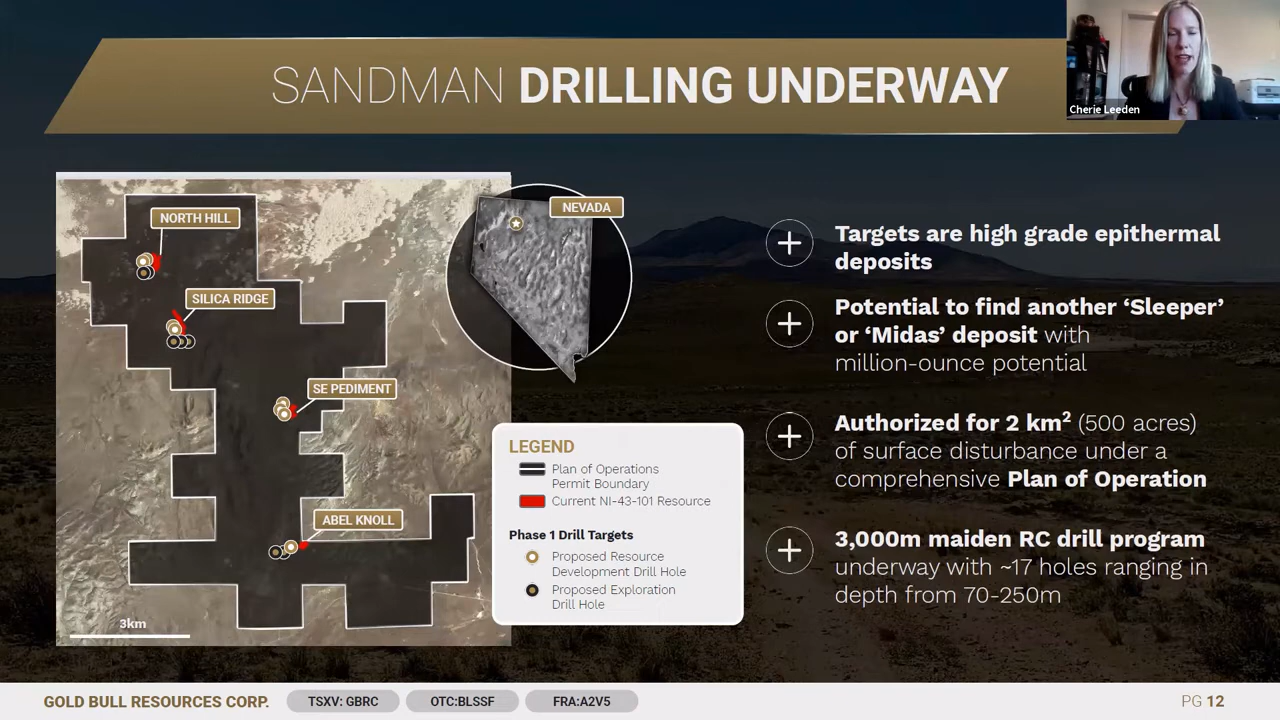 SANDMAN DRILLING UNDERWAY
Cherie Leeden
NORTH HILL
SILICA RIDGE
SE PEDIMENT
ABEL KNOLL
3km
NEVADA
LEGEND
Plan of Operations
Permit Boundary
Current NI-43-101 Resource
Phase 1 Drill Targets
Proposed Resource
Development Drill Hole
Proposed Exploration
Drill Hole
Targets are high grade epithermal
deposits
Potential to find another ‘Sleeper’
or ‘Midas’ deposit with
million-ounce potential
Authorized for 2 km² (500 acres)
of surface disturbance under a
comprehensive Plan of Operation
3,000m maiden RC drill program
underway with ~17 holes ranging in
depth from 70-250m
GOLD BULL RESOURCES CORP.
TSXV: GBRC
OTC:BLSSF
FRA:A2V5
PG 12